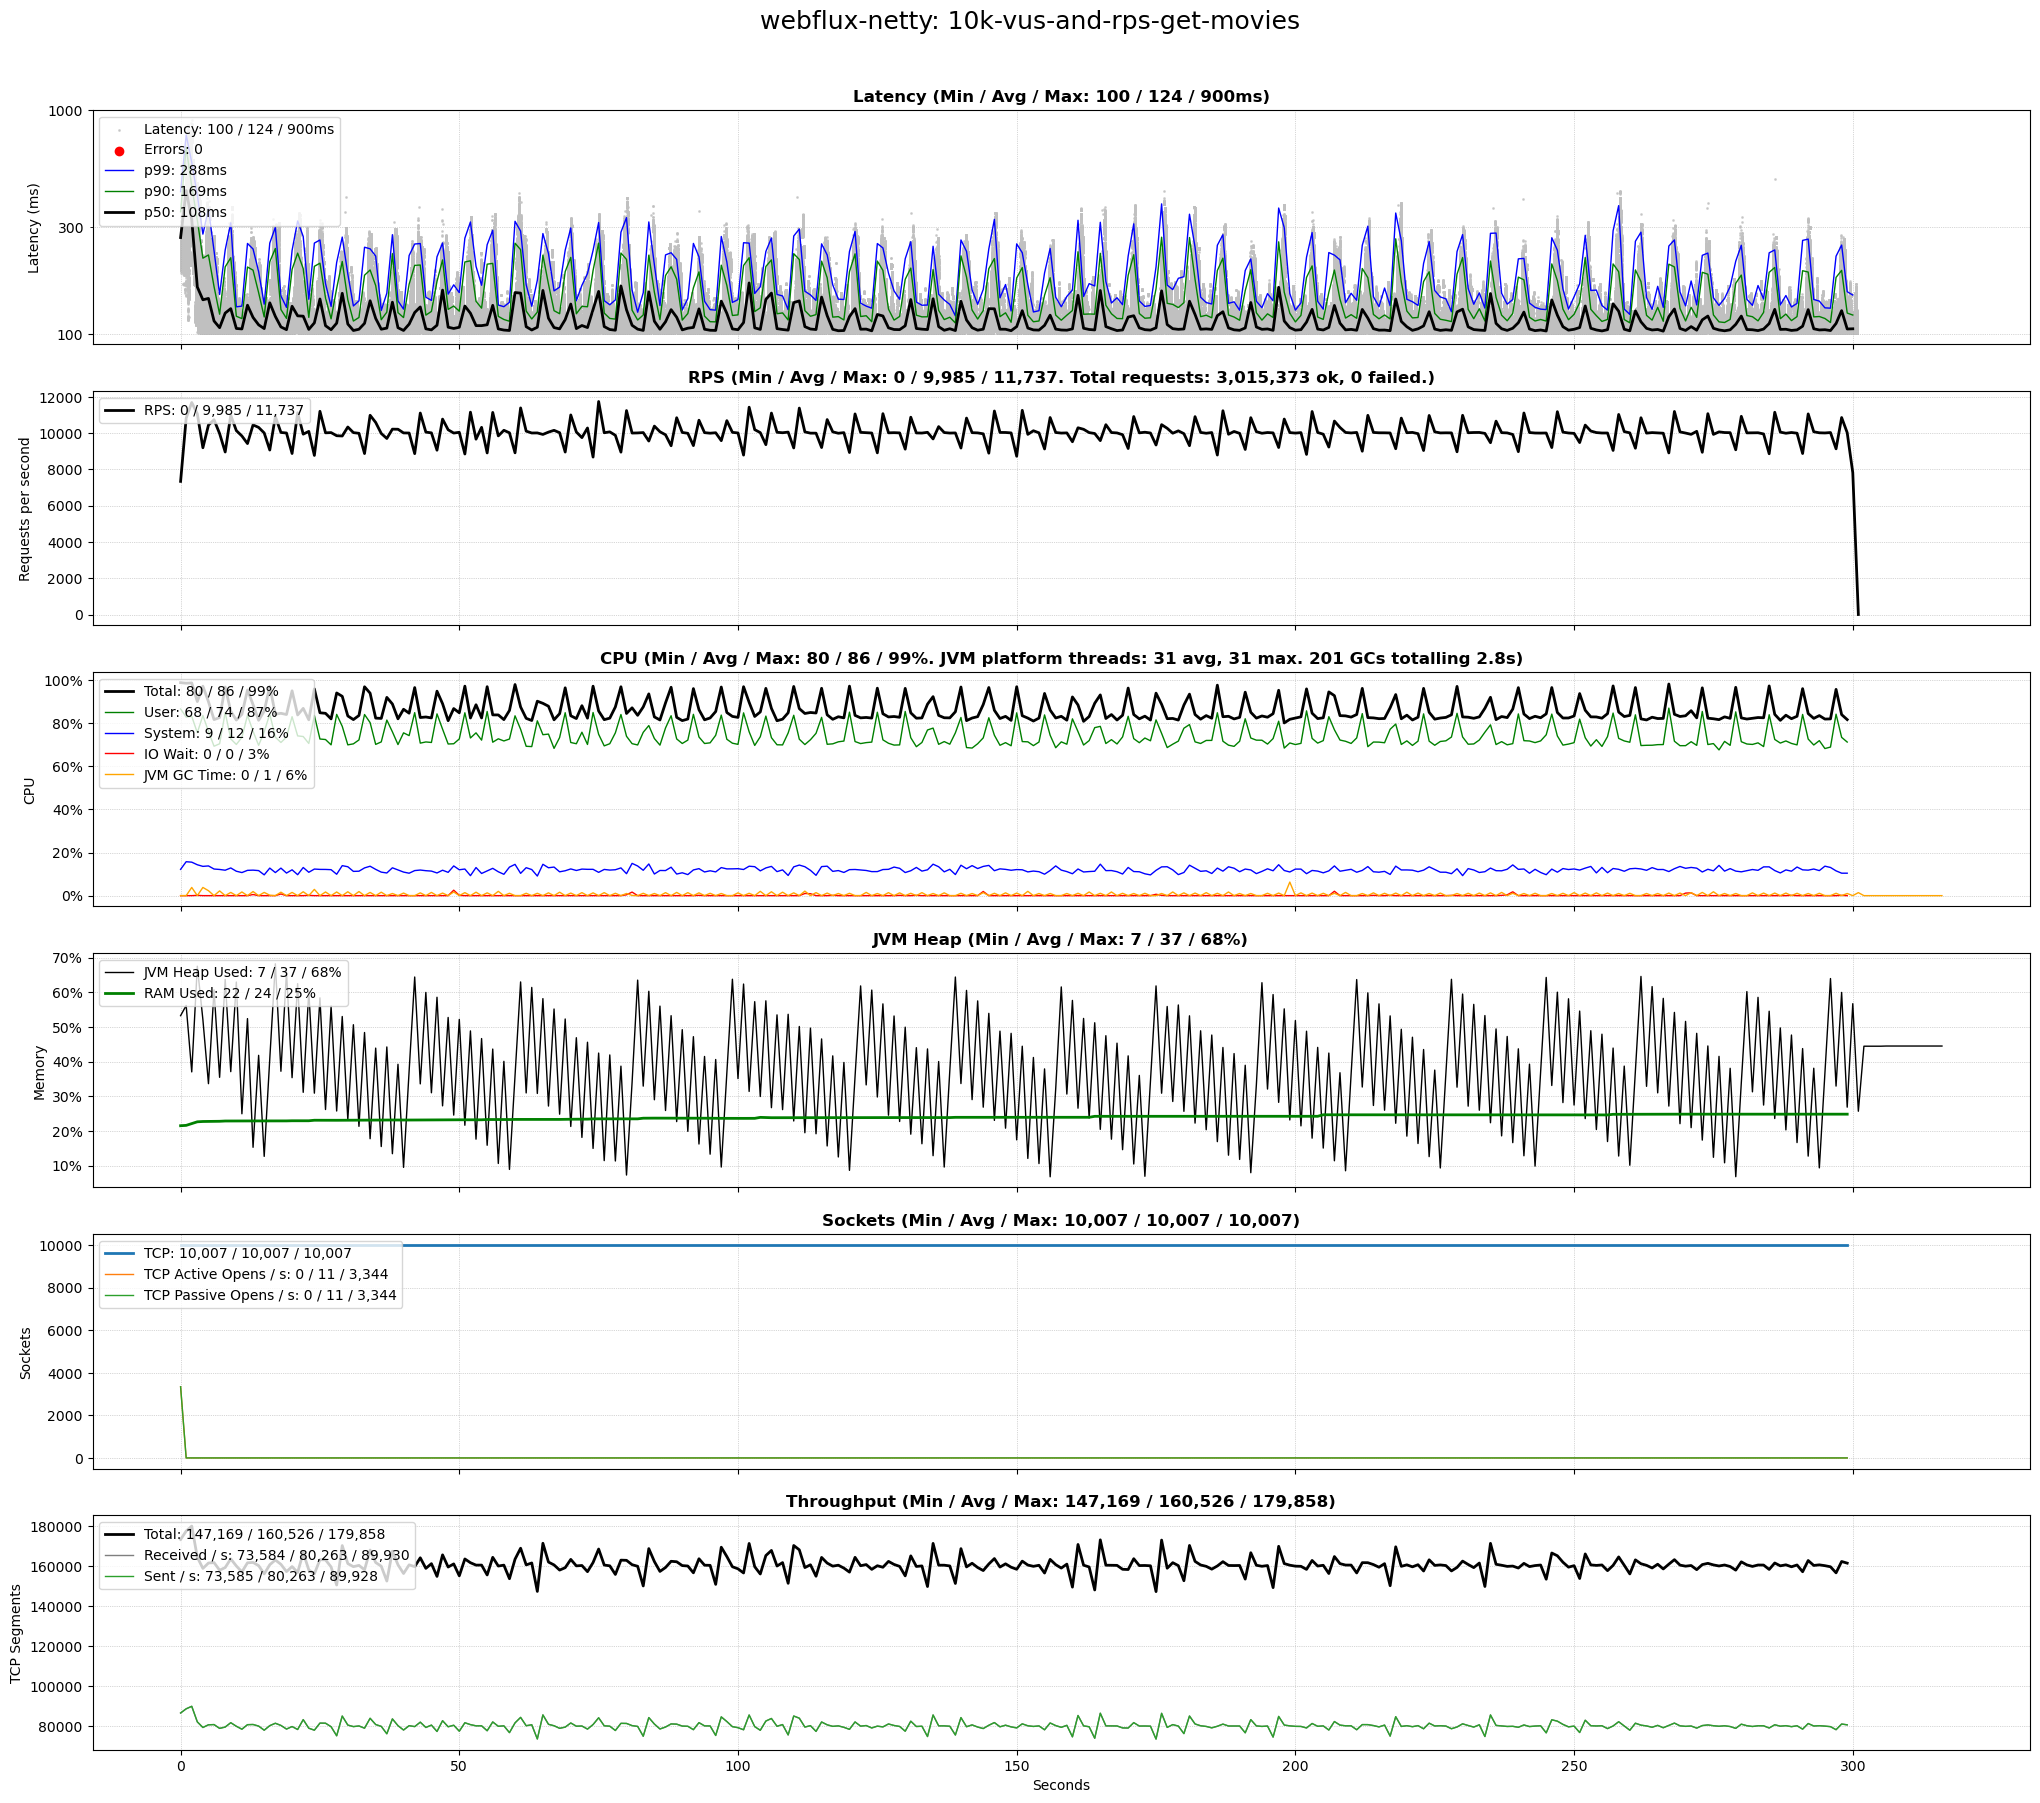 webflux-netty: 10k-vus-and-rps-get-movies
Latency (Min / Avg / Max: 100 / 124 / 900ms)
1000
300
100
Latency (ms)
Latency: 100 / 124 / 900ms
Errors: 0
p99: 288ms
p90: 169ms
p50: 108ms
RPS (Min / Avg / Max: 0 / 9,985 / 11,737. Total requests: 3,015,373 ok, 0 failed.)
12000
10000
8000
6000
4000
2000
0
Requests per second
RPS: 0 / 9,985 / 11,737
CPU (Min / Avg / Max: 80 / 86 / 99%. JVM platform threads: 31 avg, 31 max. 201 GCs totalling 2.8s)
100%
80%
60%
40%
20%
0%
CPU
Total: 80 / 86 / 99%
User: 68 / 74 / 87%
System: 9 / 12 / 16%
IO Wait: 0 / 0 / 3%
JVM GC Time: 0 / 1 / 6%
JVM Heap (Min / Avg / Max: 7 / 37 / 68%)
70%
60%
50%
40%
30%
20%
10%
Memory
JVM Heap Used: 7 / 37 / 68%
RAM Used: 22 / 24 / 25%
Sockets (Min / Avg / Max: 10,007 / 10,007 / 10,007)
10000
8000
6000
4000
2000
0
Sockets
TCP: 10,007 / 10,007 / 10,007
TCP Active Opens / s: 0 / 11 / 3,344
TCP Passive Opens / s: 0 / 11 / 3,344
Throughput (Min / Avg / Max: 147,169 / 160,526 / 179,858)
180000
160000
140000
120000
100000
80000
TCP Segments
Total: 147,169 / 160,526 / 179,858
Received / s: 73,584 / 80,263 / 89,930
Sent / s: 73,585 / 80,263 / 89,928
0 50 100 150 200 250 300
Seconds